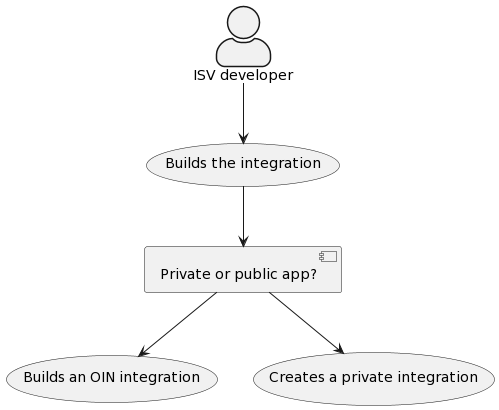 ISV developer
Builds the integration
Private or public app?
Builds an OIN integration
Creates a private integration